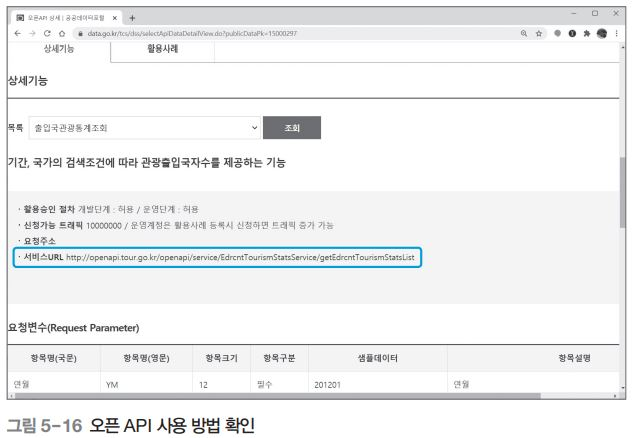 오픈API 상세 | 공공데이터포털
data.go.kr/tcs/dss/selectApiDataDetailView.do?publicDataPk=15000297
상세기능 활용사례
상세기능
목록 출입국관광통계조회 조회
기간, 국가의 검색조건에 따라 관광출입국자수를 제공하는 기능
· 활용승인 절차 개발단계 : 허용 / 운영단계 : 허용
· 신청가능 트래픽 10000000 / 운영계정은 활용사례 등록시 신청하면 트래픽 증가 가능
· 요청주소
· 서비스URL http://openapi.tour.go.kr/openapi/service/EdrcntTourismStatsService/getEdrcntTourismStatsList
요청변수(Request Parameter)
항목명(국문) 항목명(영문) 항목크기 항목구분 샘플데이터 항목설명
연월 YM 12 필수 201201 연월
그림 5-16 오픈 API 사용 방법 확인